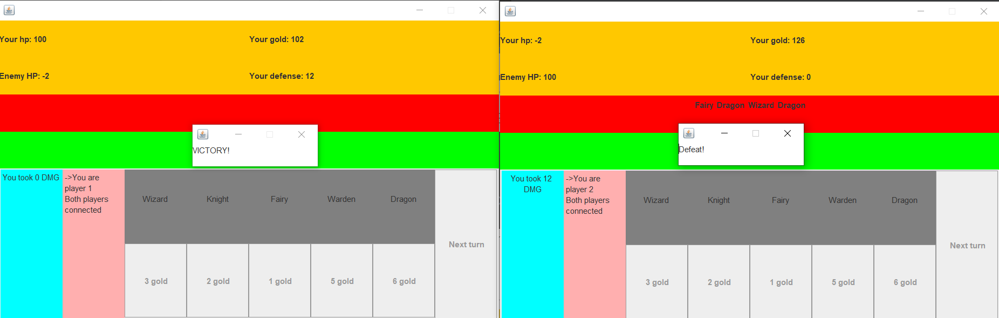 Your hp: 100
Your gold: 102
Enemy HP: -2
Your defense: 12
VICTORY!
You took 0 DMG
->You are
player 1
Both players
connected
Wizard
Knight
Fairy
Warden
Dragon
Next turn
3 gold
2 gold
1 gold
5 gold
6 gold
Your hp: -2
Your gold: 126
Enemy HP: 100
Your defense: 0
Fairy Dragon Wizard Dragon
Defeat!
You took 12
DMG
->You are
player 2
Both players
connected
Wizard
Knight
Fairy
Warden
Dragon
Next turn
3 gold
2 gold
1 gold
5 gold
6 gold